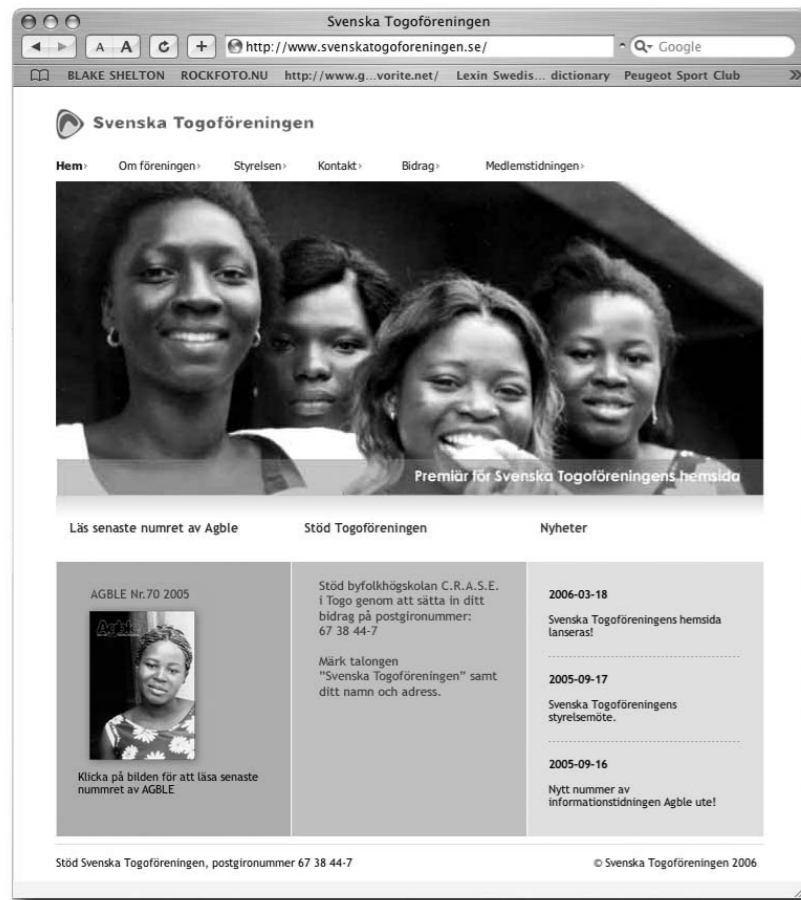 Svenska Togoföreningen
A A C + http://www.svenskatogoforeningen.se/ Q Google
BLAKE SHELTON ROCKFOTO.NU http://www.g...vorite.net/ Lexin Swedis... dictionary Peugeot Sport Club »
Svenska Togoföreningen
Hem› Om föreningen› Styrelsen› Kontakt› Bidrag› Medlemstidningen›
Premiär för Svenska Togoföreningens hemsida
Läs senaste numret av Agble
Stöd Togoföreningen
Nyheter
AGBLE Nr.70 2005
Agble
Klicka på bilden för att läsa senaste
nummret av AGBLE
Stöd byfolkhögskolan C.R.A.S.E.
i Togo genom att sätta in ditt
bidrag på postgironummer:
67 38 44-7
Märk talongen
”Svenska Togoföreningen” samt
ditt namn och adress.
2006-03-18
Svenska Togoföreningens hemsida
lanseras!
2005-09-17
Svenska Togoföreningens
styrelsemöte.
2005-09-16
Nytt nummer av
informationstidningen Agble ute!
Stöd Svenska Togoföreningen, postgironummer 67 38 44-7
© Svenska Togoföreningen 2006